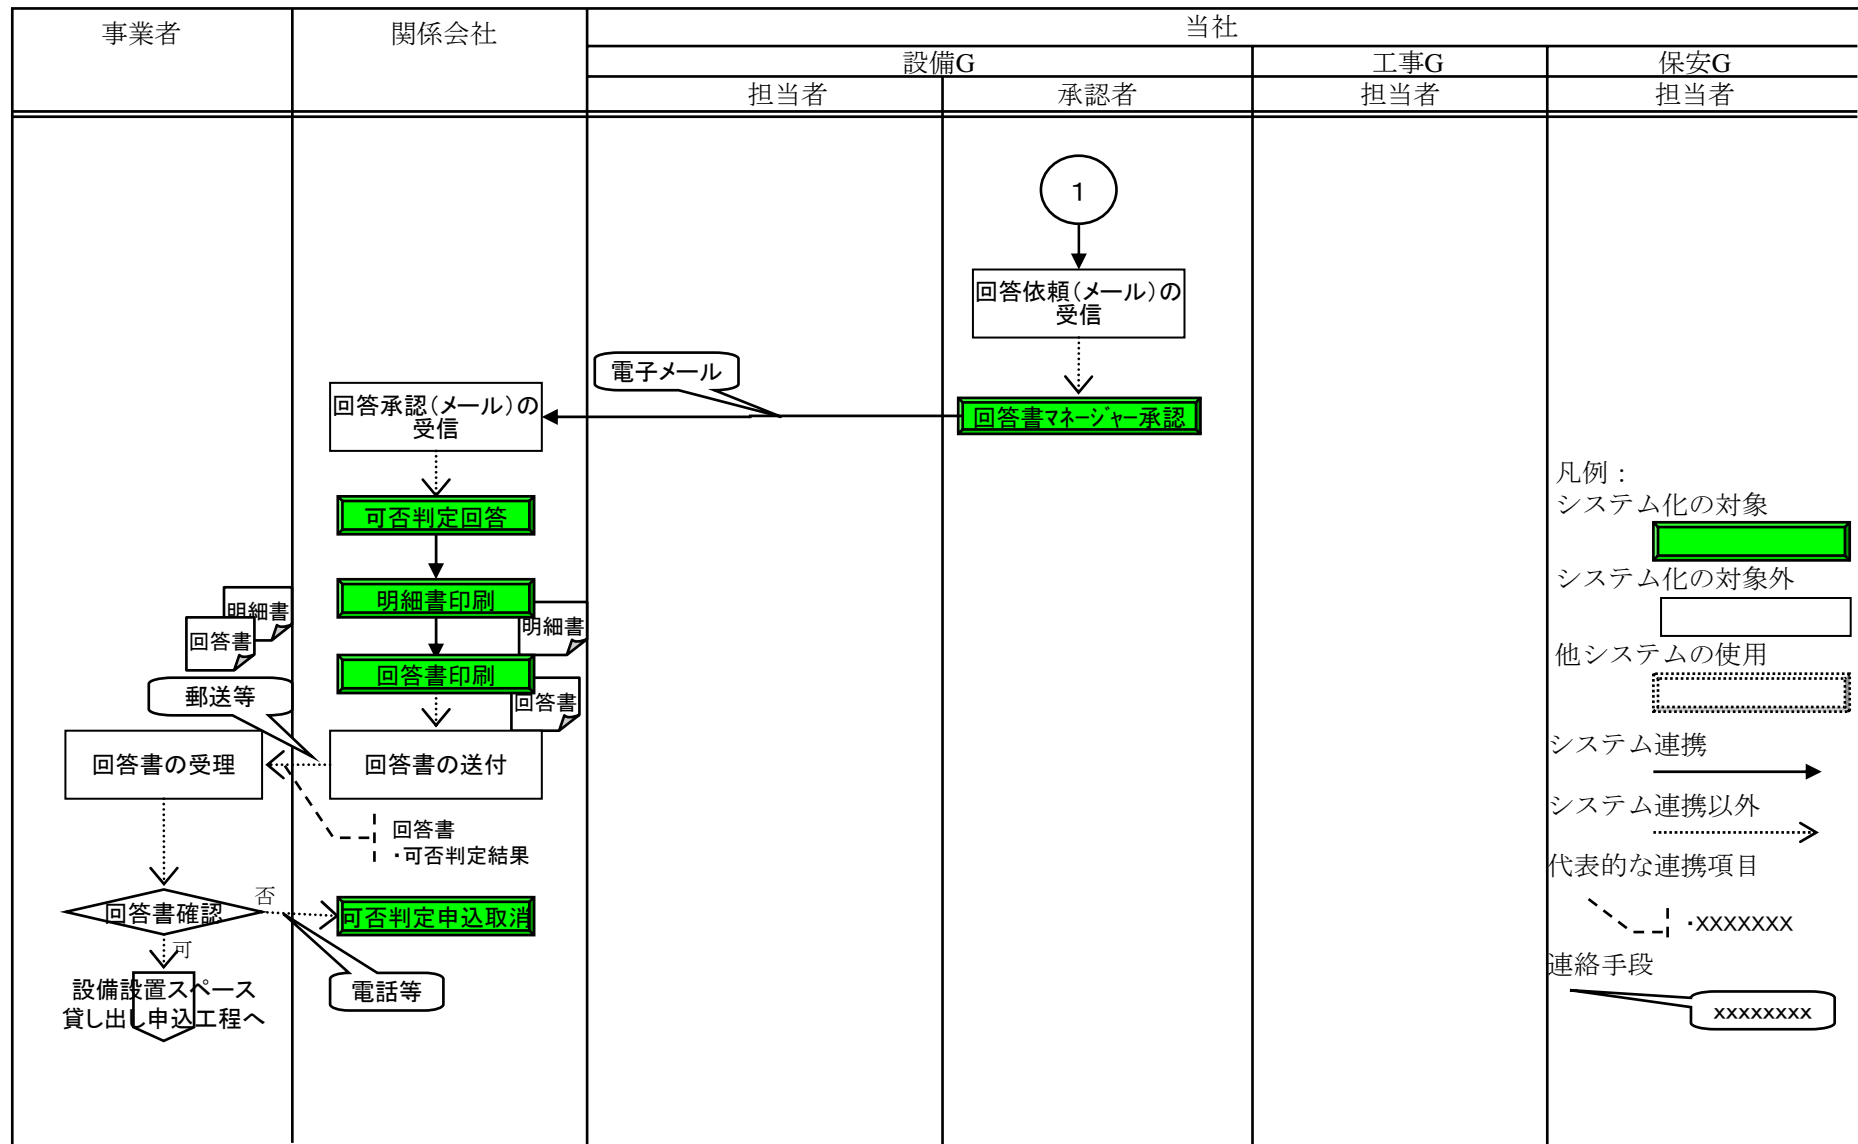 事業者
関係会社
当社
設備G
工事G
保安G
担当者
承認者
担当者
担当者
1
回答依頼(メール)の
受信
電子メール
回答承認(メール)の
受信
回答書マネージャー承認
可否判定回答
明細書印刷
明細書
回答書
明細書
回答書印刷
回答書
郵送等
回答書の受理
回答書の送付
回答書
・可否判定結果
回答書確認
否
可否判定申込取消
可
電話等
設備設置スペース
貸し出し申込工程へ
凡例：
システム化の対象
システム化の対象外
他システムの使用
システム連携
システム連携以外
代表的な連携項目
・xxxxxxx
連絡手段
xxxxxxxx